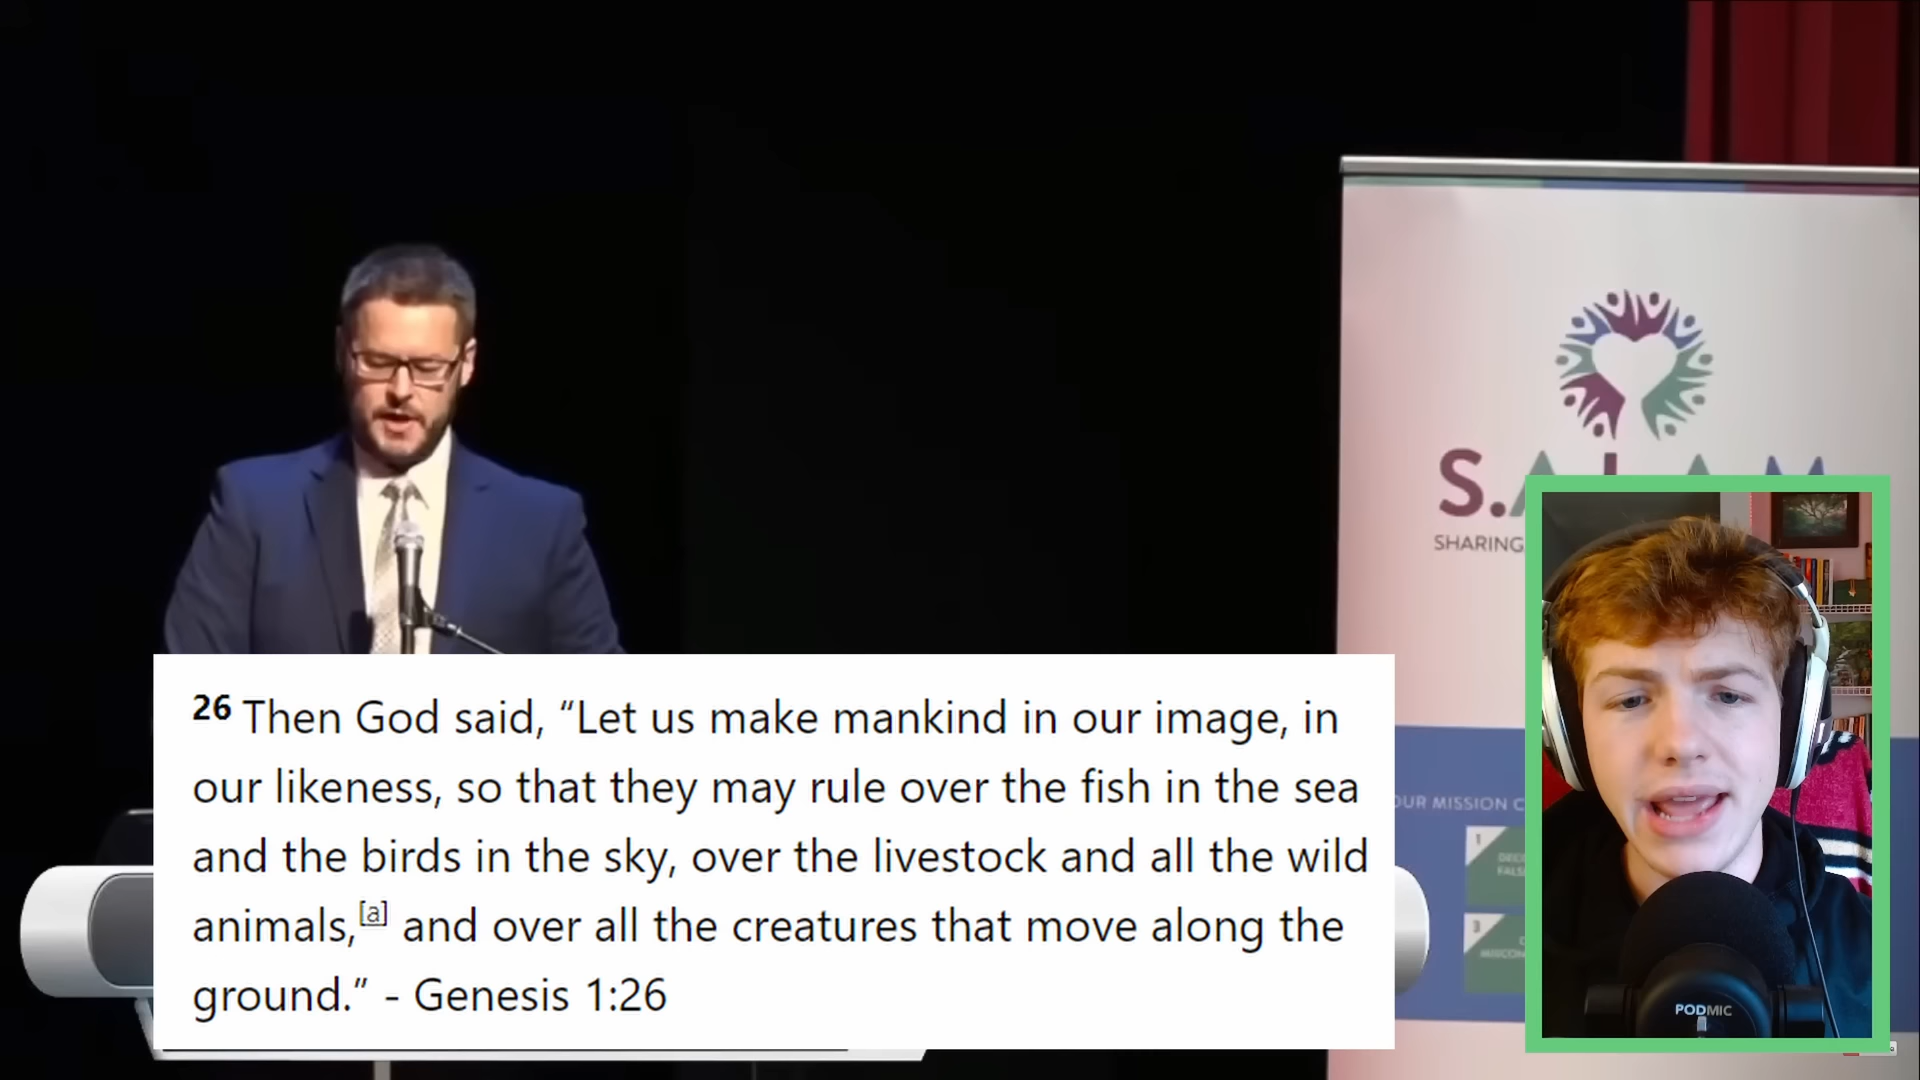 S.
SHARING
26 Then God said, “Let us make mankind in our image, in
our likeness, so that they may rule over the fish in the sea
and the birds in the sky, over the livestock and all the wild
animals,[a] and over all the creatures that move along the
ground.” - Genesis 1:26
OUR MISSION
1
3
PODMIC